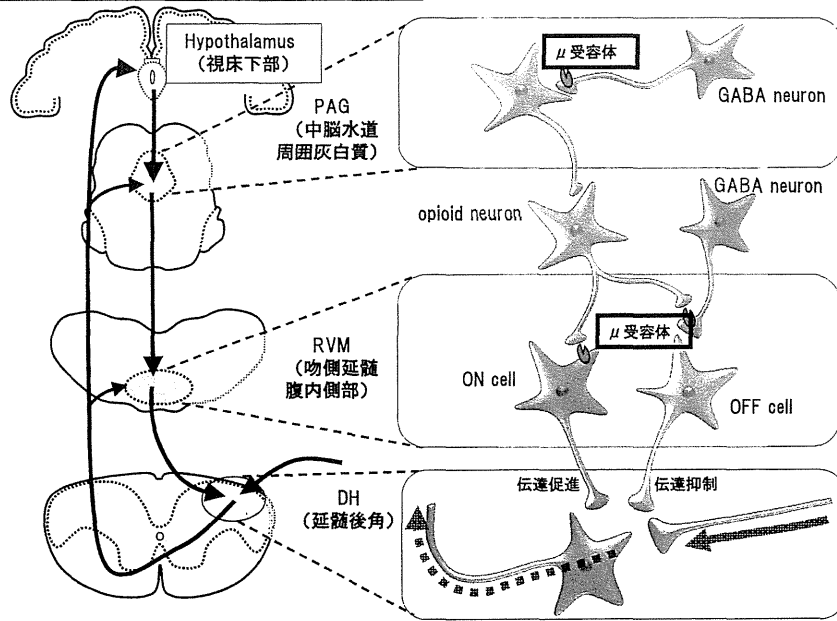 Hypothalamus
(視床下部)
PAG
(中脳水道
周囲灰白質)
RVM
(吻側延髄
腹内側部)
DH
(延髄後角)
μ受容体
GABA neuron
GABA neuron
opioid neuron
μ受容体
ON cell
OFF cell
伝達促進
伝達抑制